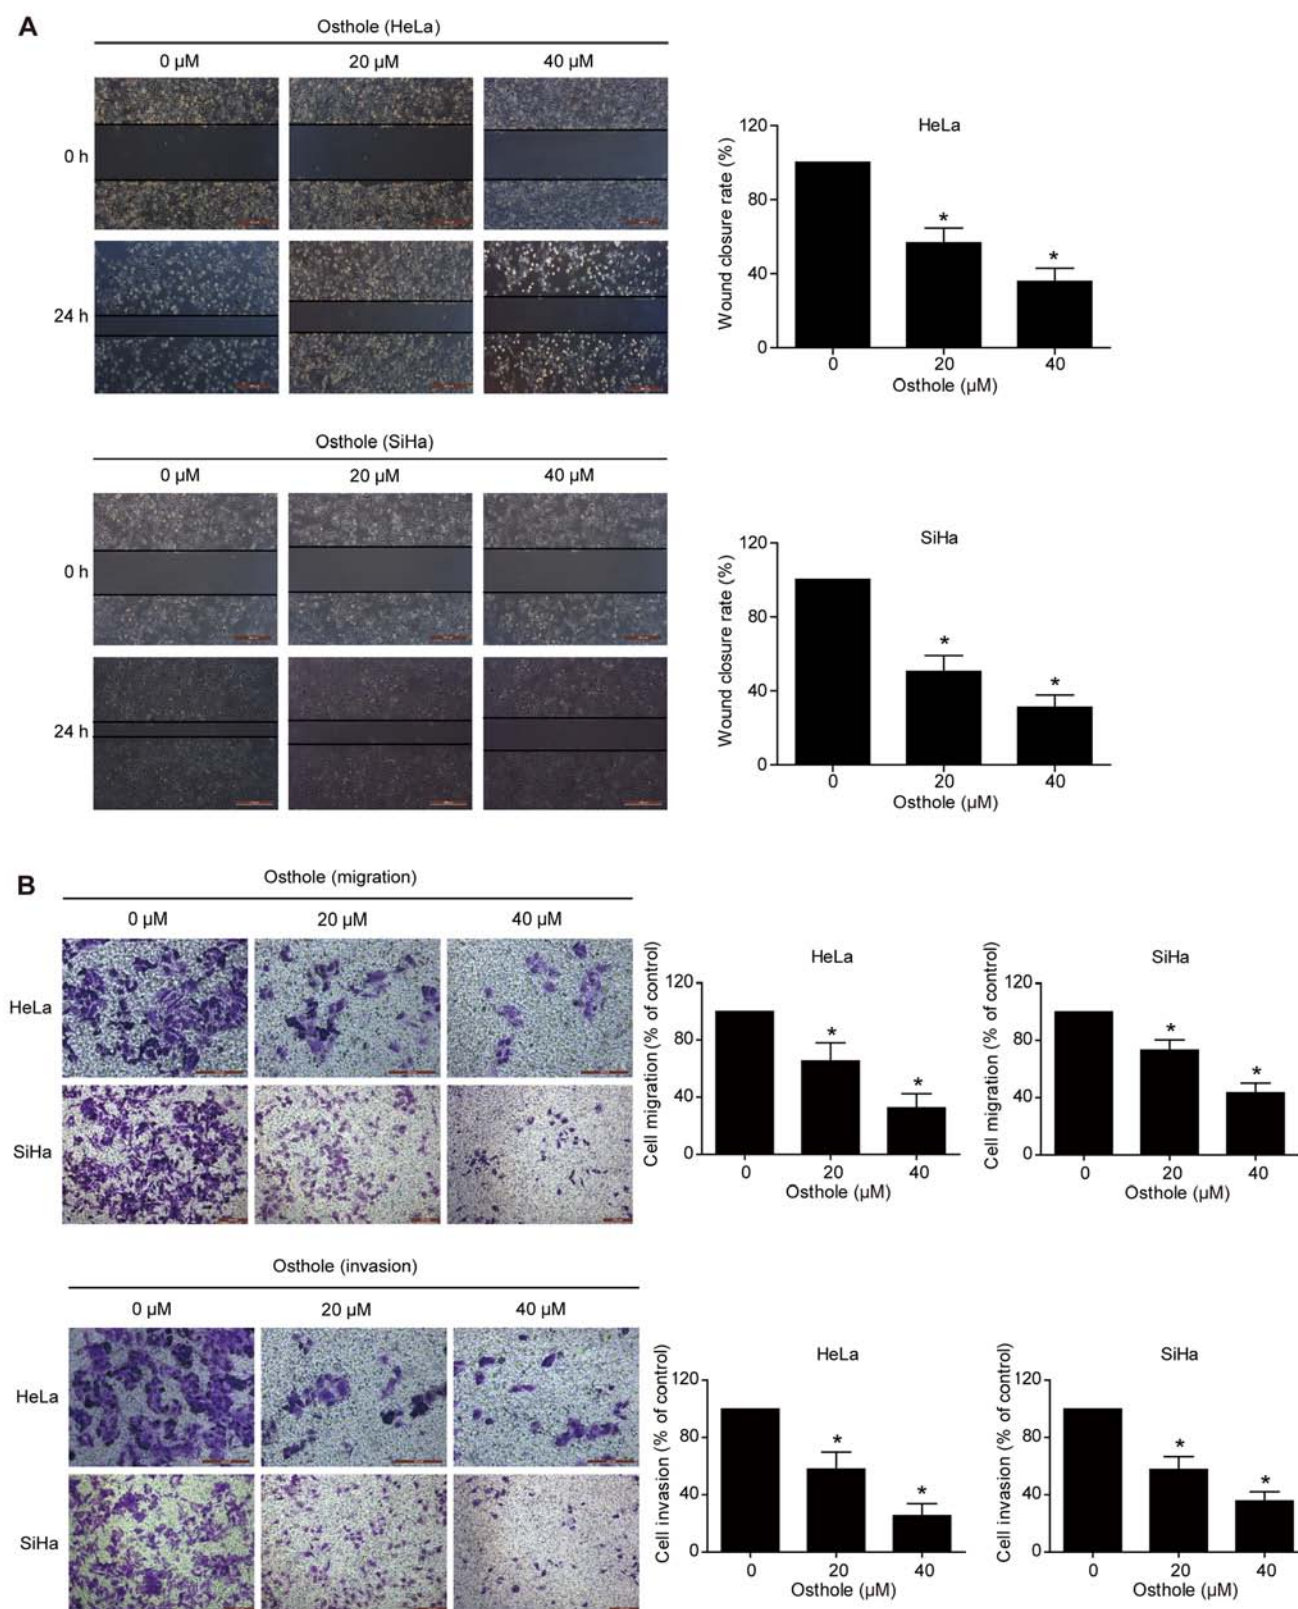 A
Osthole (HeLa)
0 µM 20 µM 40 µM
0 h
24 h
HeLa
Wound closure rate (%)
120
80
40
0
0 20 40
Osthole (µM)
*
*
Osthole (SiHa)
0 µM 20 µM 40 µM
0 h
24 h
SiHa
Wound closure rate (%)
120
80
40
0
0 20 40
Osthole (µM)
*
*
B
Osthole (migration)
0 µM 20 µM 40 µM
HeLa
SiHa
HeLa
Cell migration (% of control)
120
80
40
0
0 20 40
Osthole (µM)
*
*
SiHa
Cell migration (% of control)
120
80
40
0
0 20 40
Osthole (µM)
*
*
Osthole (invasion)
0 µM 20 µM 40 µM
HeLa
SiHa
HeLa
Cell invasion (% of control)
120
80
40
0
0 20 40
Osthole (µM)
*
*
SiHa
Cell invasion (% of control)
120
80
40
0
0 20 40
Osthole (µM)
*
*